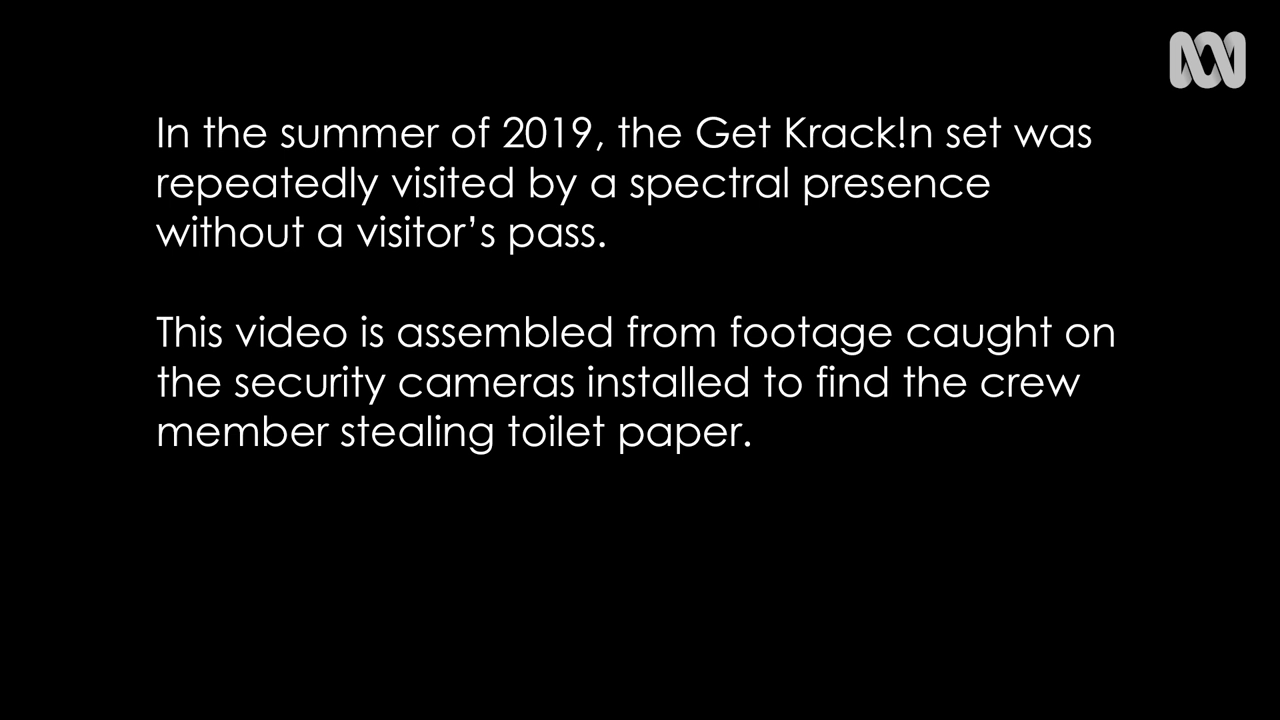 In the summer of 2019, the Get Krack!n set was
repeatedly visited by a spectral presence
without a visitor's pass.
This video is assembled from footage caught on
the security cameras installed to find the crew
member stealing toilet paper.